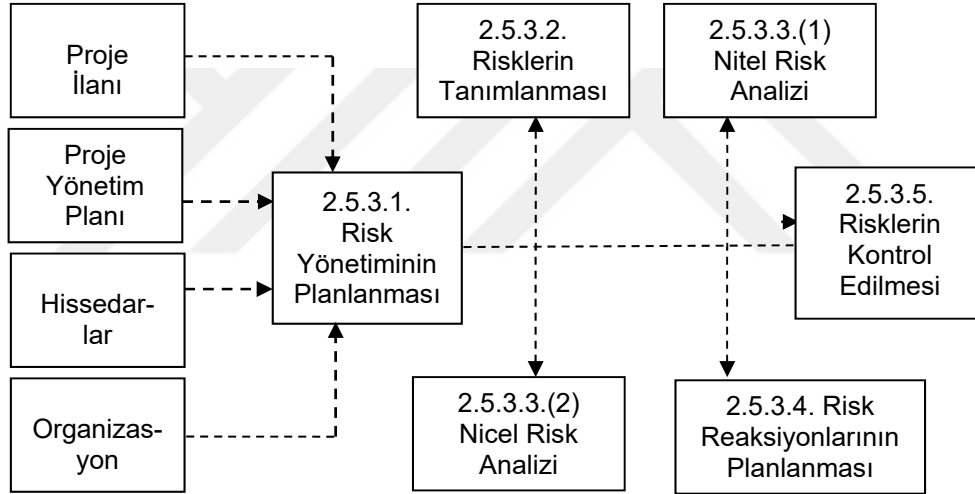 Proje
İlanı
Proje
Yönetim
Planı
Hissedar-
lar
Organizas-
yon
2.5.3.1.
Risk
Yönetiminin
Planlanması
2.5.3.2.
Risklerin
Tanımlanması
2.5.3.3.(2)
Nicel Risk
Analizi
2.5.3.3.(1)
Nitel Risk
Analizi
2.5.3.4. Risk
Reaksiyonlarının
Planlanması
2.5.3.5.
Risklerin
Kontrol
Edilmesi